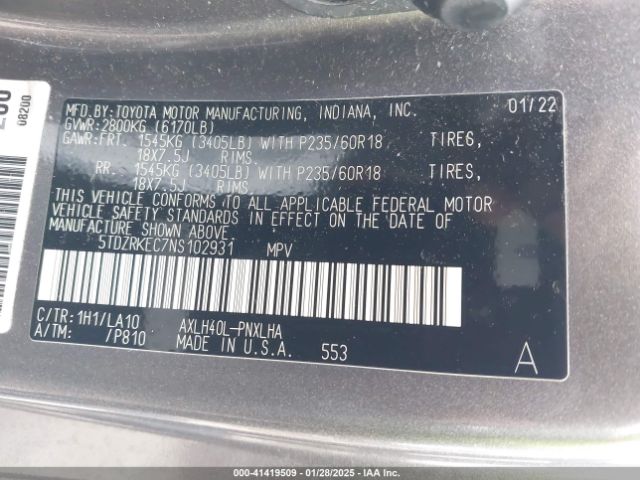 08200
MFD. BY: TOYOTA MOTOR MANUFACTURING, INDIANA, INC. 01/22
GVWR: 2800KG (6170LB)
GAWR: FRT. 1545KG (3405LB) WITH P235/60R18 TIRES,
18X7.5J RIMS.
RR. 1545KG (3405LB) WITH P235/60R18 TIRES,
18X7.5J RIMS.
THIS VEHICLE CONFORMS TO ALL APPLICABLE FEDERAL MOTOR
VEHICLE SAFETY STANDARDS IN EFFECT ON THE DATE OF
MANUFACTURE SHOWN ABOVE
5TDZRKEC7NS102931 MPV
C/TR: 1H1/LA10 AXLH40L-PNXLHA
A/TM: /P810 MADE IN U.S.A. 553
A
000-41419509 - 01/28/2025 - IAA Inc.